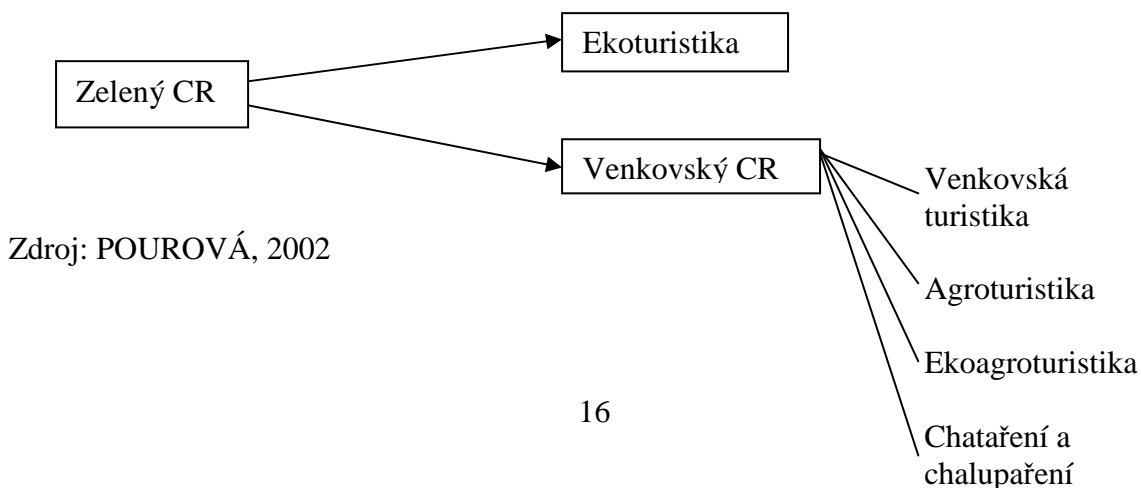 Ekoturistika
Zelený CR
Venkovský CR
Venkovská
turistika
Zdroj: POUROVÁ, 2002
Agroturistika
Ekoagroturistika
16
Chataření a
chalupaření